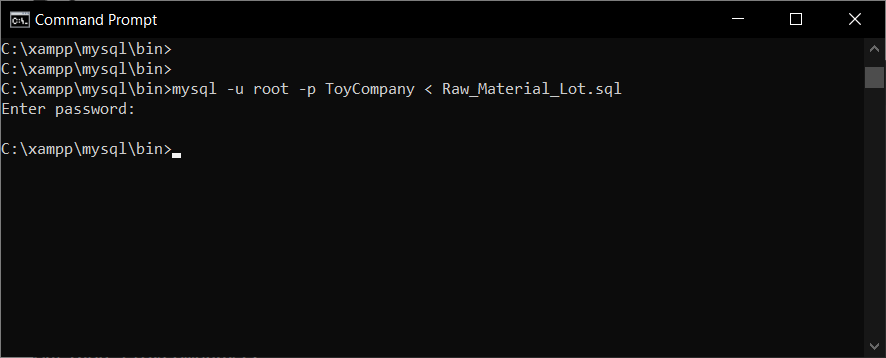 Command Prompt
C:\xampp\mysql\bin>
C:\xampp\mysql\bin>
C:\xampp\mysql\bin>mysql -u root -p ToyCompany < Raw_Material_Lot.sql
Enter password:
C:\xampp\mysql\bin>